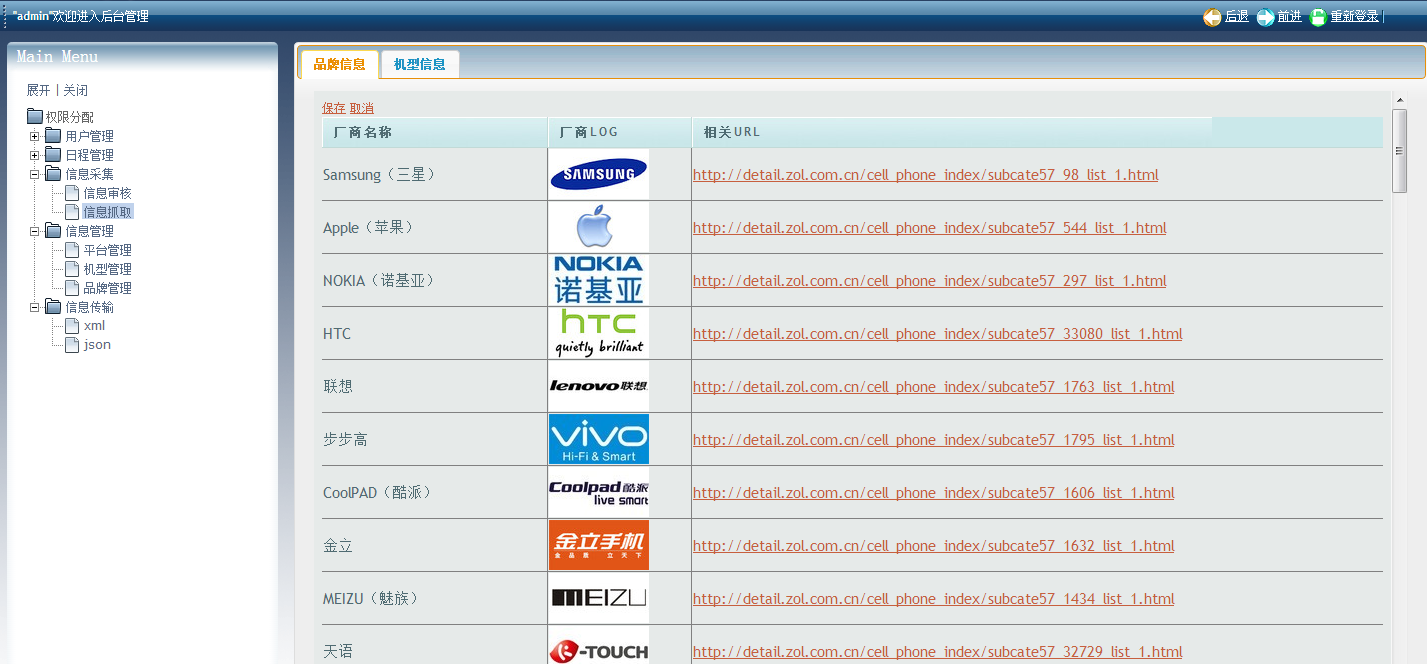 "admin"欢迎进入后台管理
后退 前进 重新登录|
Main Menu
展开 | 关闭
权限分配
用户管理
日程管理
信息采集
信息审核
信息抓取
信息管理
平台管理
机型管理
品牌管理
信息传输
xml
json
品牌信息 机型信息
保存 取消
厂商名称 厂商LOG 相关URL
Samsung（三星） SAMSUNG http://detail.zol.com.cn/cell_phone_index/subcate57_98_list_1.html
Apple（苹果） http://detail.zol.com.cn/cell_phone_index/subcate57_544_list_1.html
NOKIA（诺基亚） NOKIA 诺基亚 http://detail.zol.com.cn/cell_phone_index/subcate57_297_list_1.html
HTC hTC quietly brilliant http://detail.zol.com.cn/cell_phone_index/subcate57_33080_list_1.html
联想 lenovo联想 http://detail.zol.com.cn/cell_phone_index/subcate57_1763_list_1.html
步步高 vivo Hi-Fi & Smart http://detail.zol.com.cn/cell_phone_index/subcate57_1795_list_1.html
CoolPAD（酷派） Coolpad 酷派 live smart http://detail.zol.com.cn/cell_phone_index/subcate57_1606_list_1.html
金立 金立手机 金品质 立天下 http://detail.zol.com.cn/cell_phone_index/subcate57_1632_list_1.html
MEIZU（魅族） MEIZU http://detail.zol.com.cn/cell_phone_index/subcate57_1434_list_1.html
天语 K-TOUCH http://detail.zol.com.cn/cell_phone_index/subcate57_32729_list_1.html